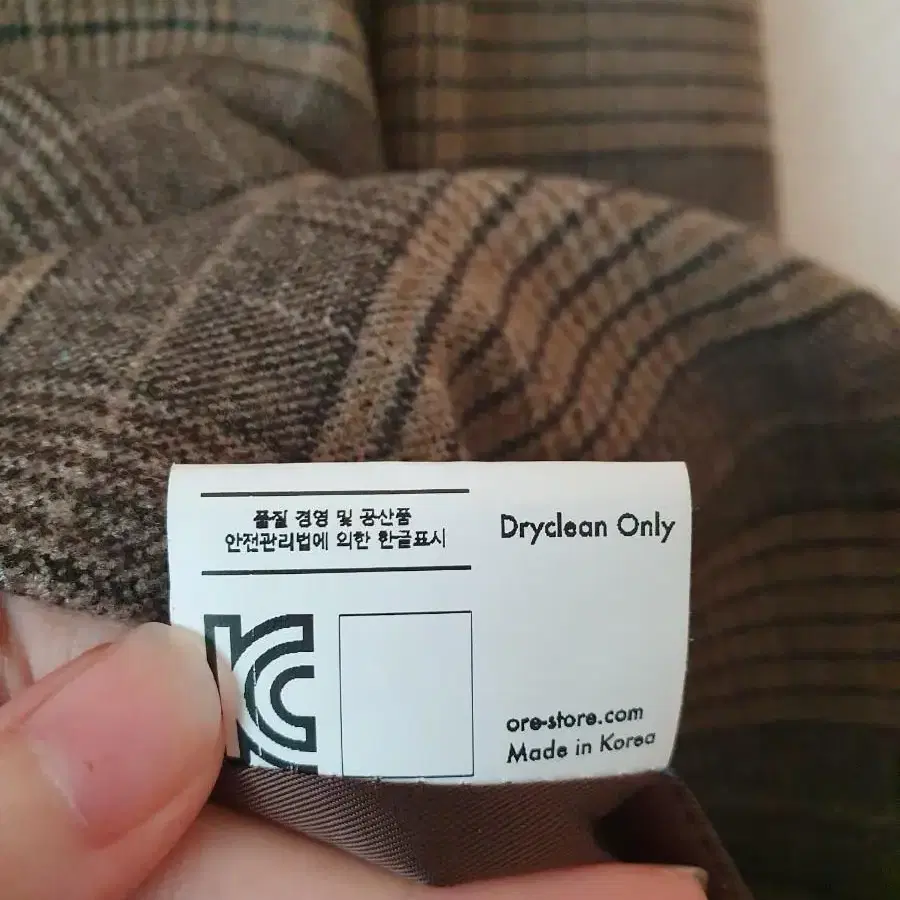 품질 경영 및 공산품
안전관리법에 의한 한글표시
KC
Dryclean Only
ore-store.com
Made in Korea